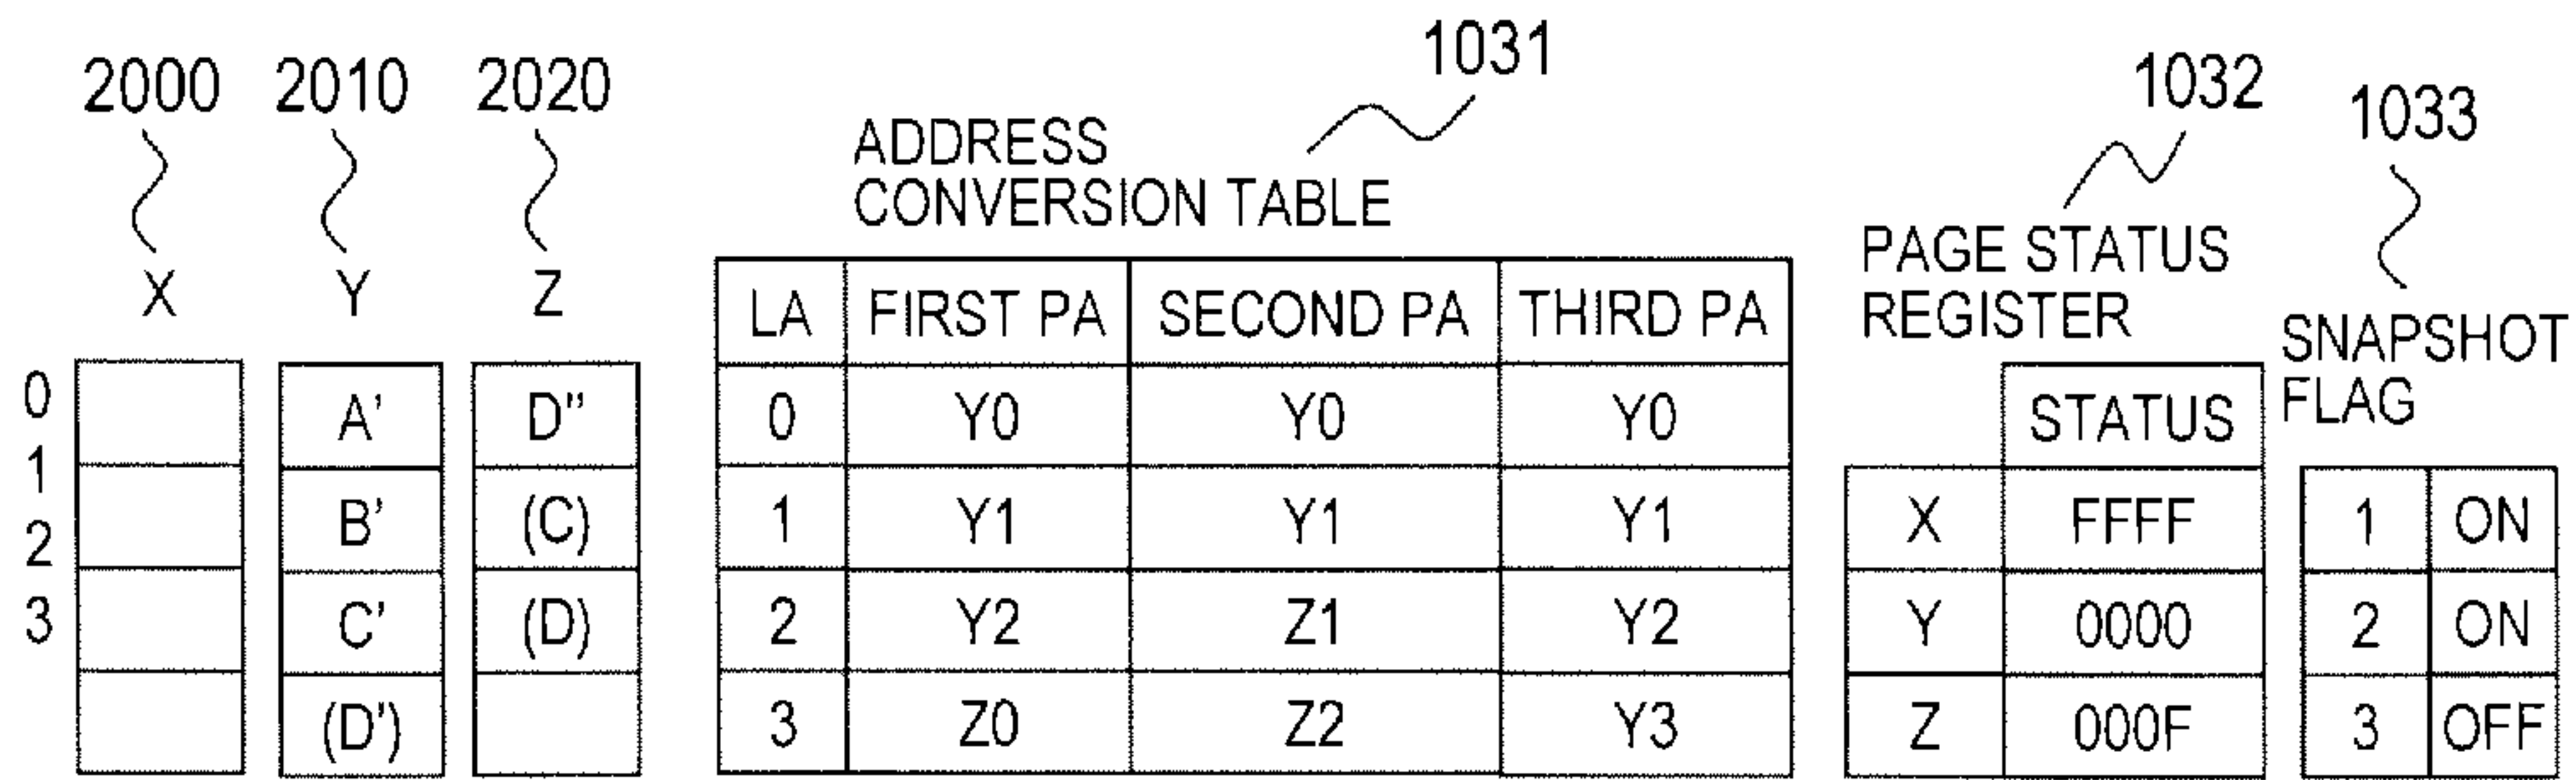 2000 2010 2020 1031 1032 1033
ADDRESS
CONVERSION TABLE
X Y Z
PAGE STATUS
REGISTER
SNAPSHOT
FLAG
0 A' D"
1 B' (C)
2 C' (D)
3 (D')
LA FIRST PA SECOND PA THIRD PA
0 Y0 Y0 Y0
1 Y1 Y1 Y1
2 Y2 Z1 Y2
3 Z0 Z2 Y3
STATUS
X FFFF
Y 0000
Z 000F
1 ON
2 ON
3 OFF